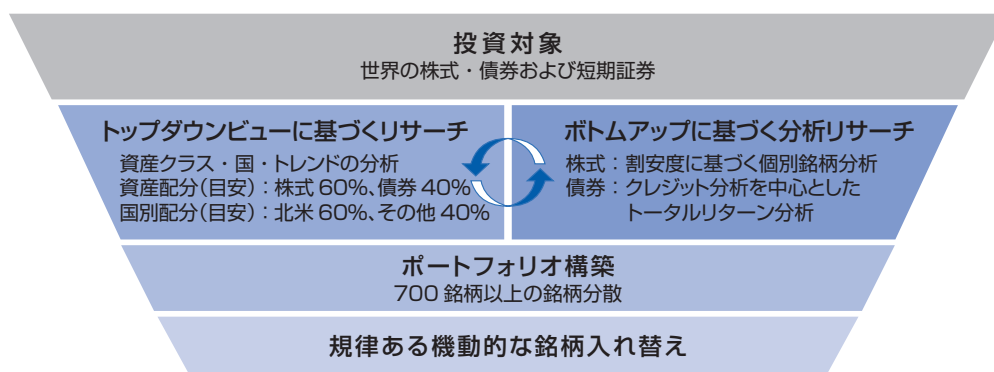 投資対象
世界の株式・債券および短期証券
トップダウンビューに基づくリサーチ
資産クラス・国・トレンドの分析
資産配分(目安):株式 60%、債券 40%
国別配分(目安):北米 60%、その他 40%
ボトムアップに基づく分析リサーチ
株式:割安度に基づく個別銘柄分析
債券:クレジット分析を中心とした
トータルリターン分析
ポートフォリオ構築
700 銘柄以上の銘柄分散
規律ある機動的な銘柄入れ替え